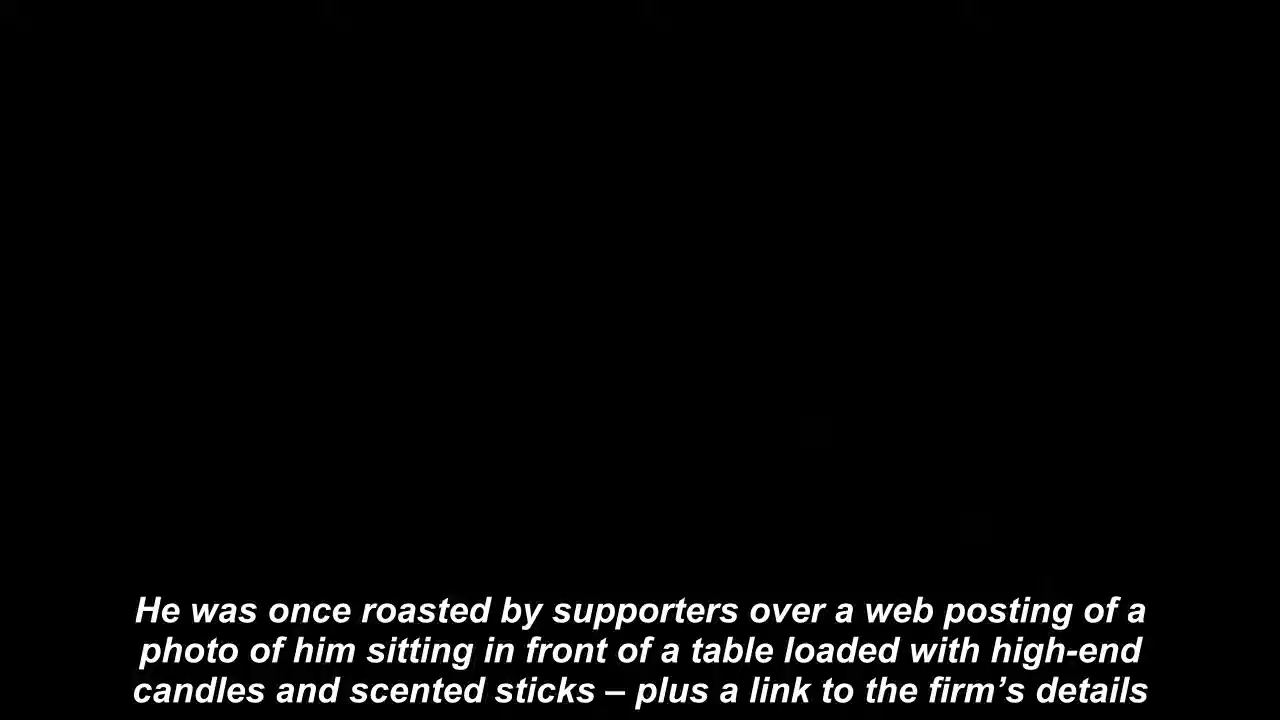 He was once roasted by supporters over a web posting of a
photo of him sitting in front of a table loaded with high-end
candles and scented sticks – plus a link to the firm’s details